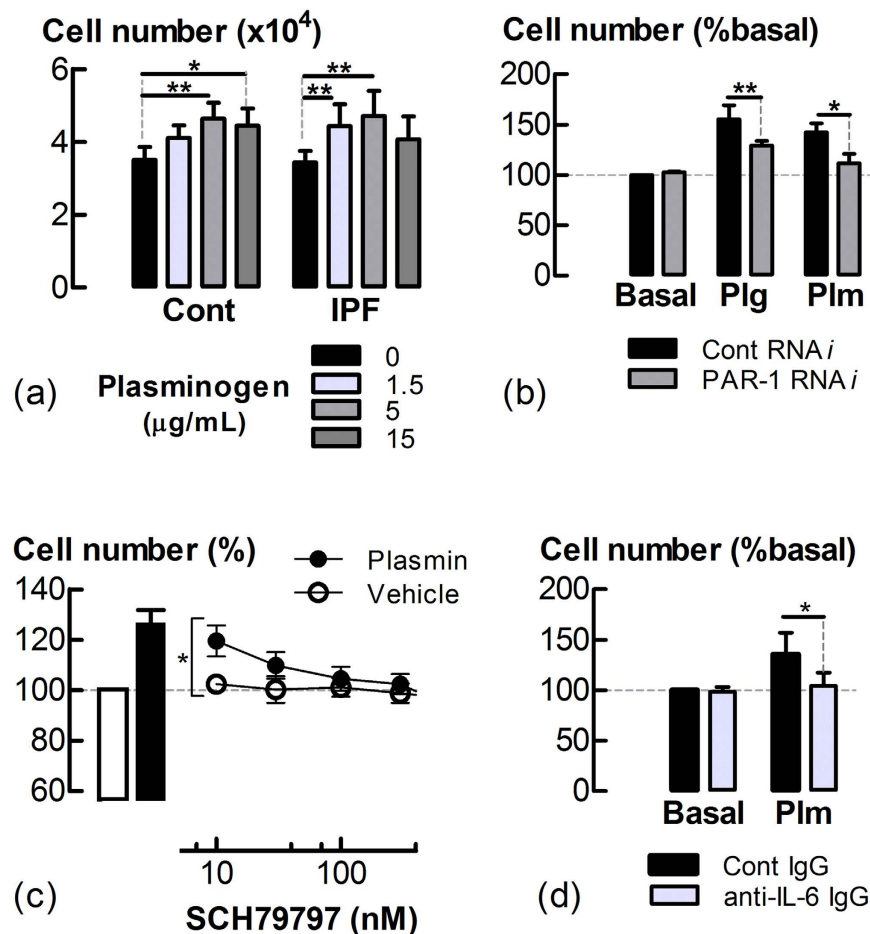 Cell number (x10⁴)
6
4
2
0
*
**
**
**
Cont
IPF
Plasminogen
(μg/mL)
0
1.5
5
15
(a)
Cell number (%basal)
200
150
100
50
0
**
*
Basal
Plg
Plm
Cont RNAi
PAR-1 RNAi
(b)
Cell number (%)
140
120
100
80
60
Plasmin
Vehicle
*
10
100
SCH79797 (nM)
(c)
Cell number (%basal)
200
150
100
50
0
*
Basal
Plm
Cont IgG
anti-IL-6 IgG
(d)